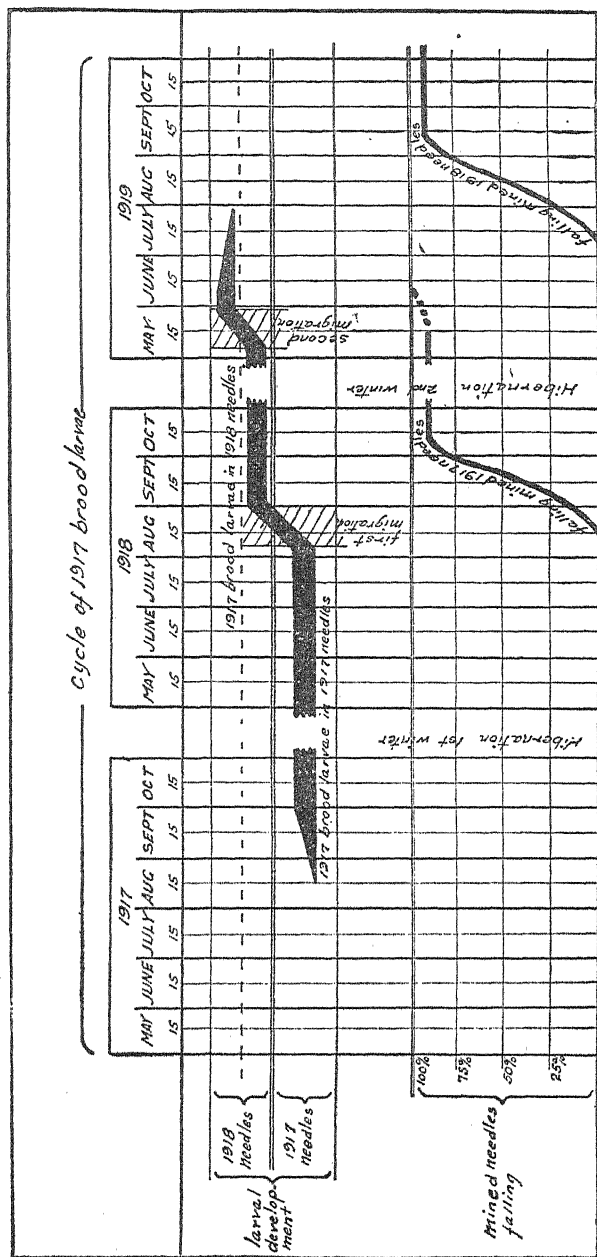 Cycle of 1917 brood larvae
1917 1918 1919
MAY JUNE JULY AUG SEPT OCT MAY JUNE JULY AUG SEPT OCT MAY JUNE JULY AUG SEPT OCT
15 15 15 15 15 15 15 15 15 15 15 15 15 15 15 15 15 15
larval
develop-
ment
1918
needles
1917
needles
1917 brood larvae in 1918 needles
1917 brood larvae in 1917 needles
first
migration
second
migration
Mined needles
falling
100%
75%
50%
25%
Hibernation 1st winter
Hibernation 2nd winter
falling mined 1917 needles
falling mined 1918 needles